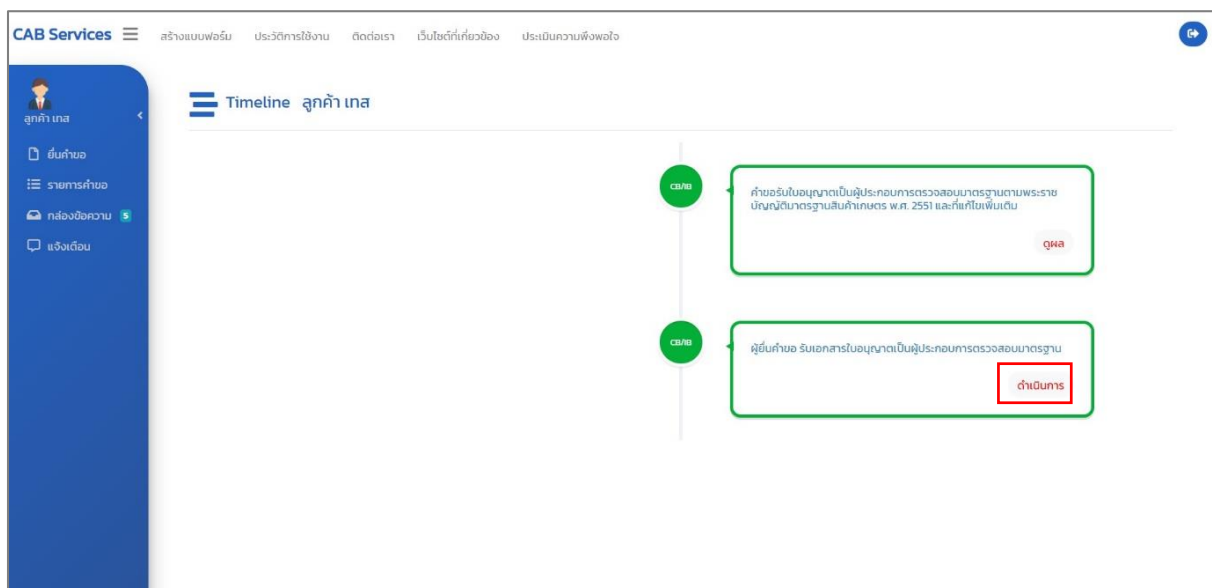 CAB Services สร้างแบบฟอร์ม ประวัติการใช้งาน ติดต่อเรา เว็บไซต์ที่เกี่ยวข้อง ประเมินความพึงพอใจ
ลูกค้า เทส
ยื่นคำขอ
รายการคำขอ
กล่องข้อความ 5
แจ้งเตือน
Timeline ลูกค้า เทส
CB/IB
คำขอรับใบอนุญาตเป็นผู้ประกอบการตรวจสอบมาตรฐานตามพระราช
บัญญัติมาตรฐานสินค้าเกษตร พ.ศ. 2551 และที่แก้ไขเพิ่มเติม
ดูผล
CB/IB
ผู้ยื่นคำขอ รับเอกสารใบอนุญาตเป็นผู้ประกอบการตรวจสอบมาตรฐาน
ดำเนินการ